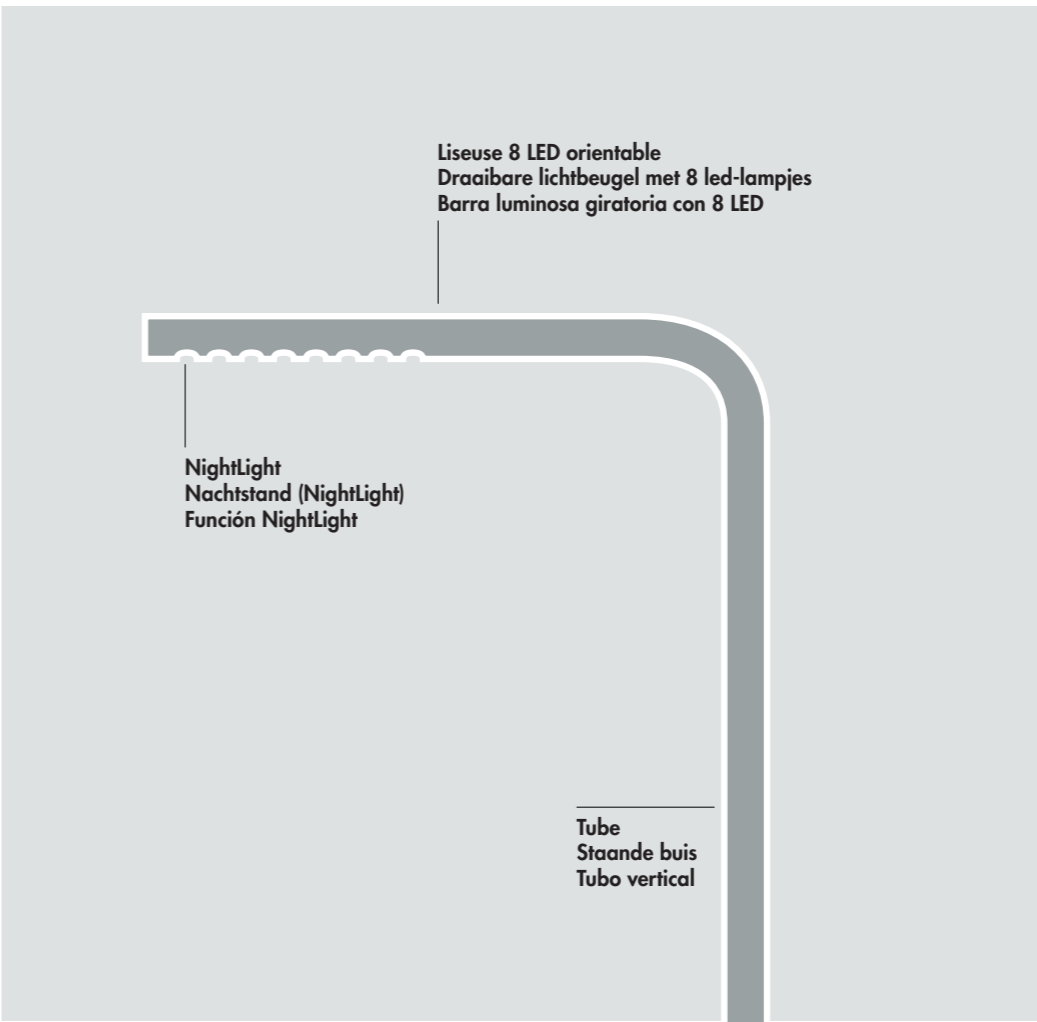 Liseuse 8 LED orientable
Draaibare lichtbeugel met 8 led-lampjes
Barra luminosa giratoria con 8 LED
NightLight
Nachtstand (NightLight)
Función NightLight
Tube
Staande buis
Tubo vertical